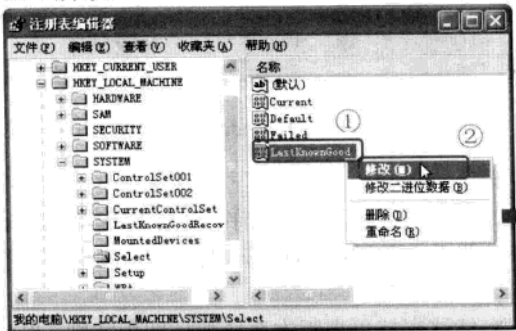 注册表编辑器
文件(F) 编辑(E) 查看(V) 收藏夹(A) 帮助(H)
HKEY_CURRENT_USER
HKEY_LOCAL_MACHINE
HARDWARE
SAM
SECURITY
SOFTWARE
SYSTEM
ControlSet001
ControlSet002
CurrentControlSet
LastKnownGoodRecov
MountedDevices
Select
Setup
WPA
名称
ab (默认)
Current
Default
Failed
LastKnownGood
①
②
修改(M)
修改二进位数据(B)
删除(D)
重命名(R)
我的电脑\HKEY_LOCAL_MACHINE\SYSTEM\Select